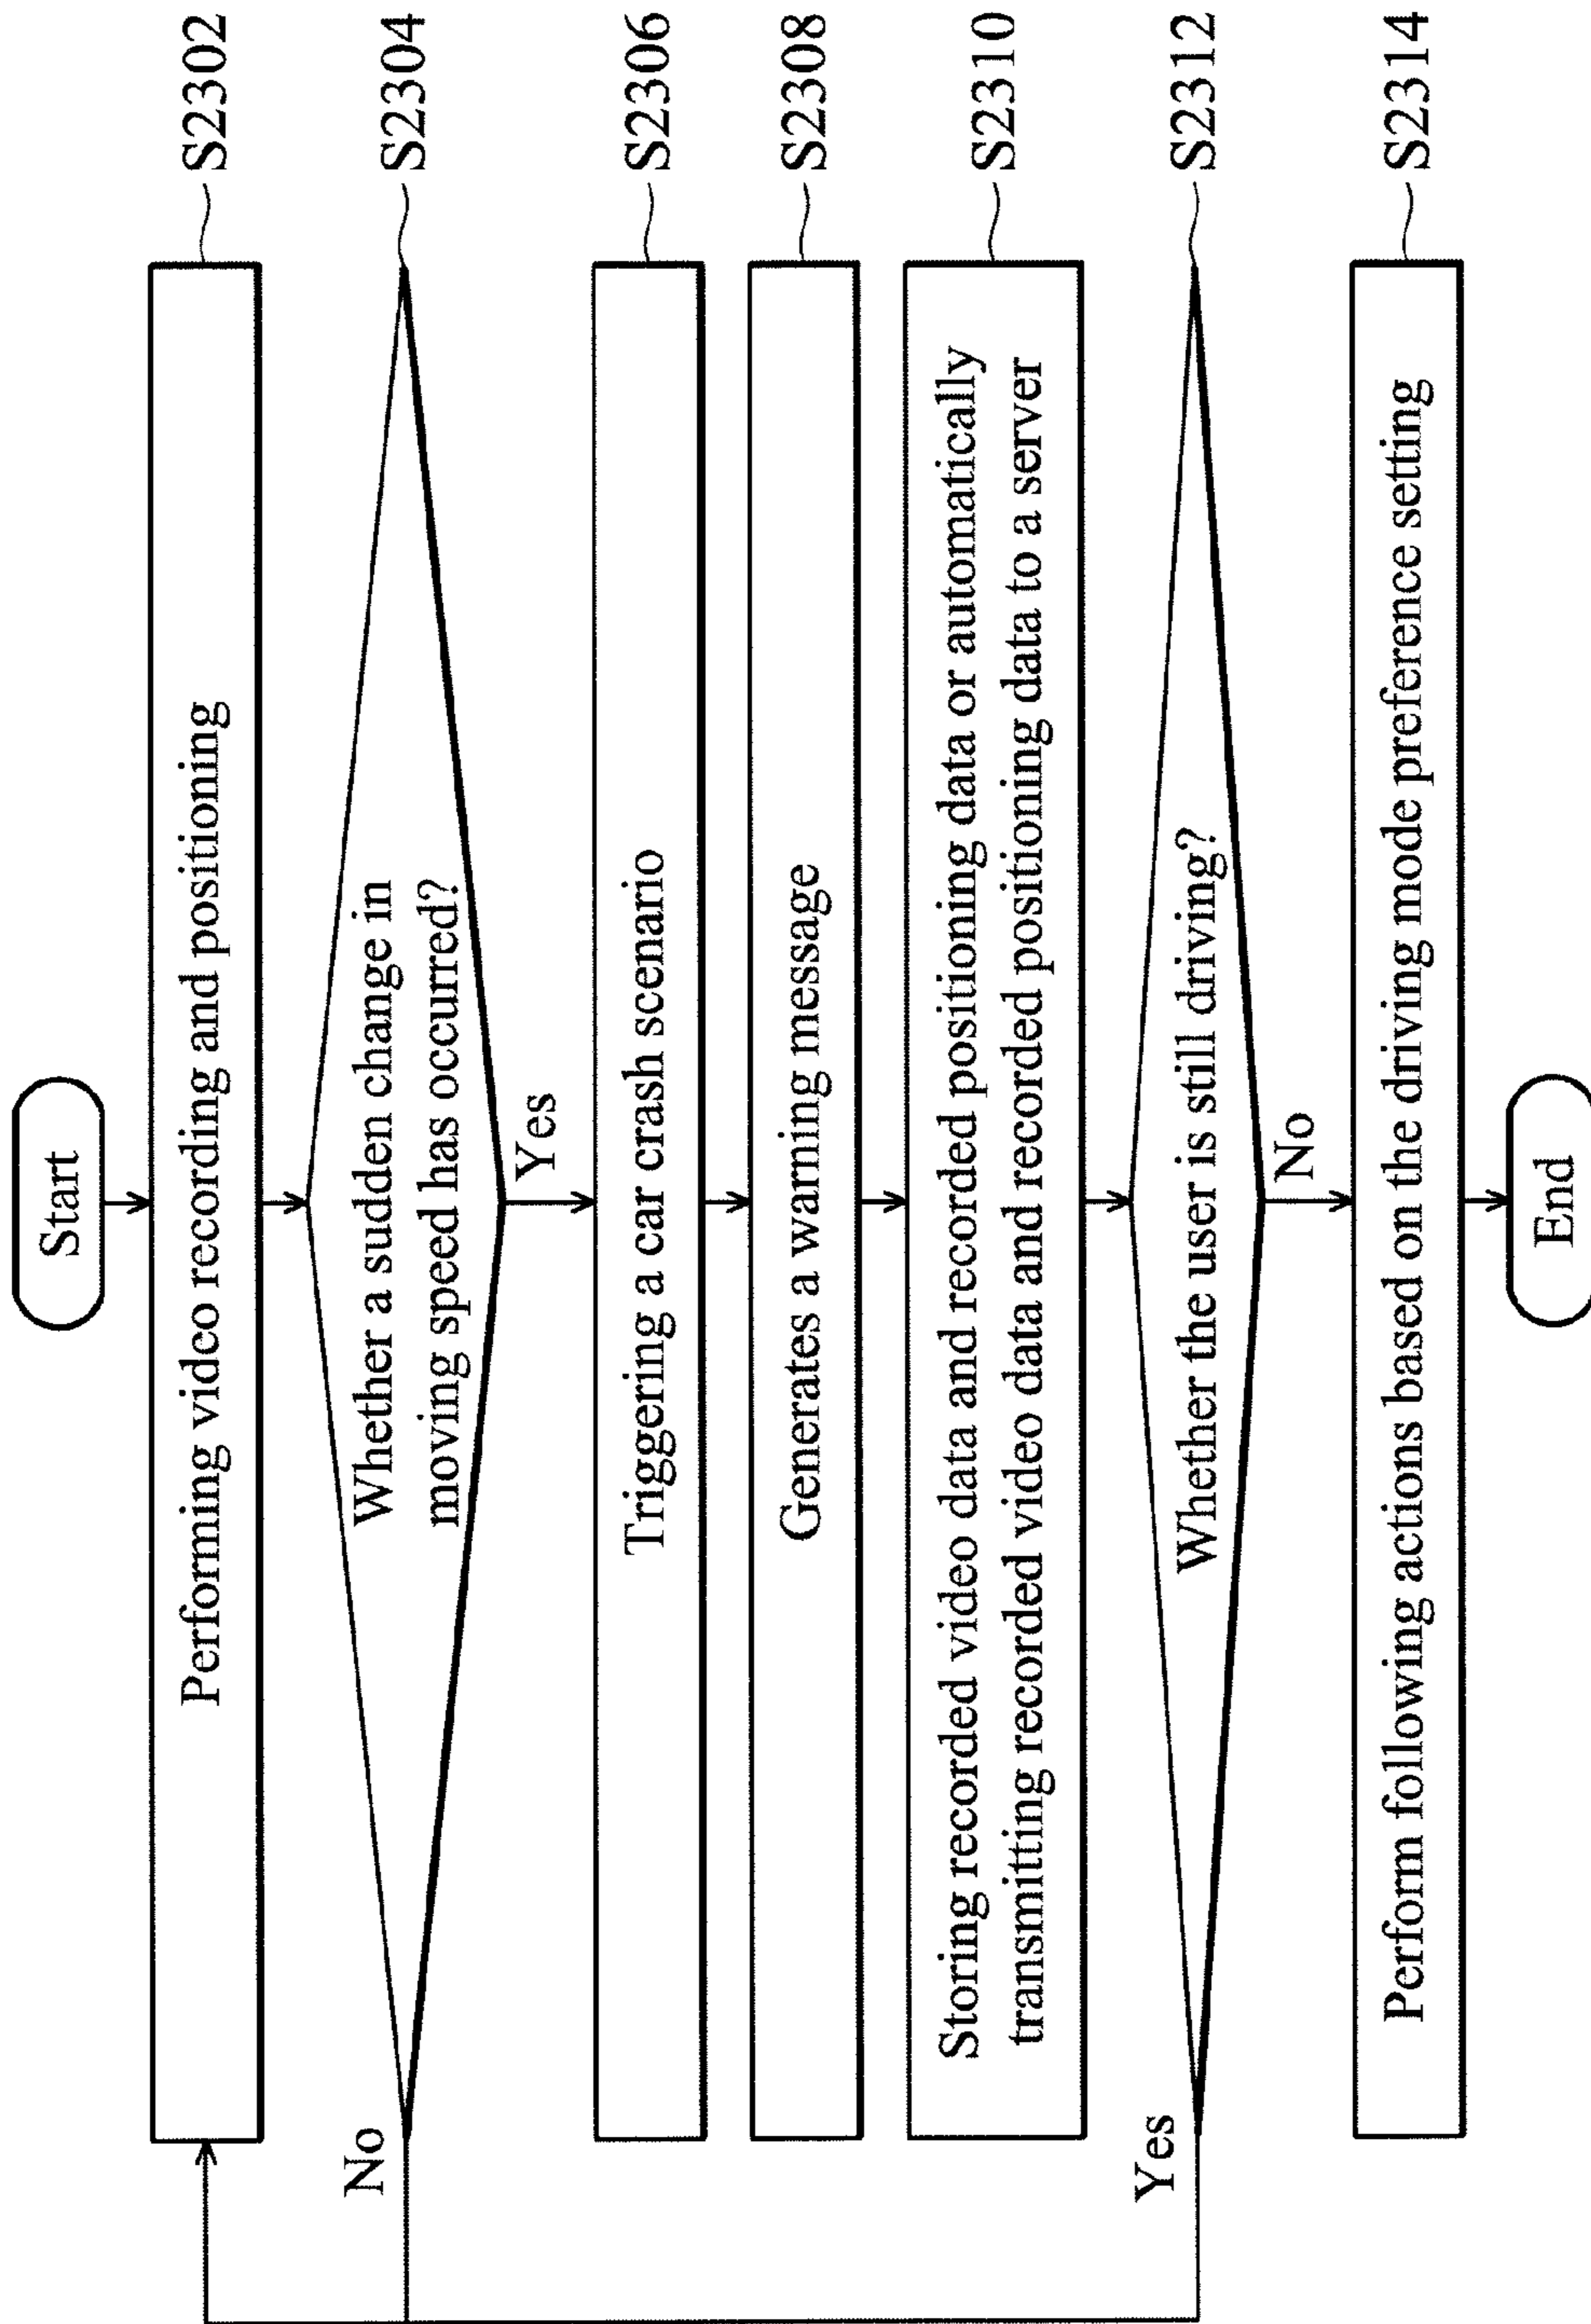 Start
Performing video recording and positioning
S2302
Whether a sudden change in
moving speed has occurred?
S2304
No
Yes
Triggering a car crash scenario
S2306
Generates a warning message
S2308
Storing recorded video data and recorded positioning data or automatically
transmitting recorded video data and recorded positioning data to a server
S2310
Whether the user is still driving?
S2312
Yes
No
Perform following actions based on the driving mode preference setting
S2314
End